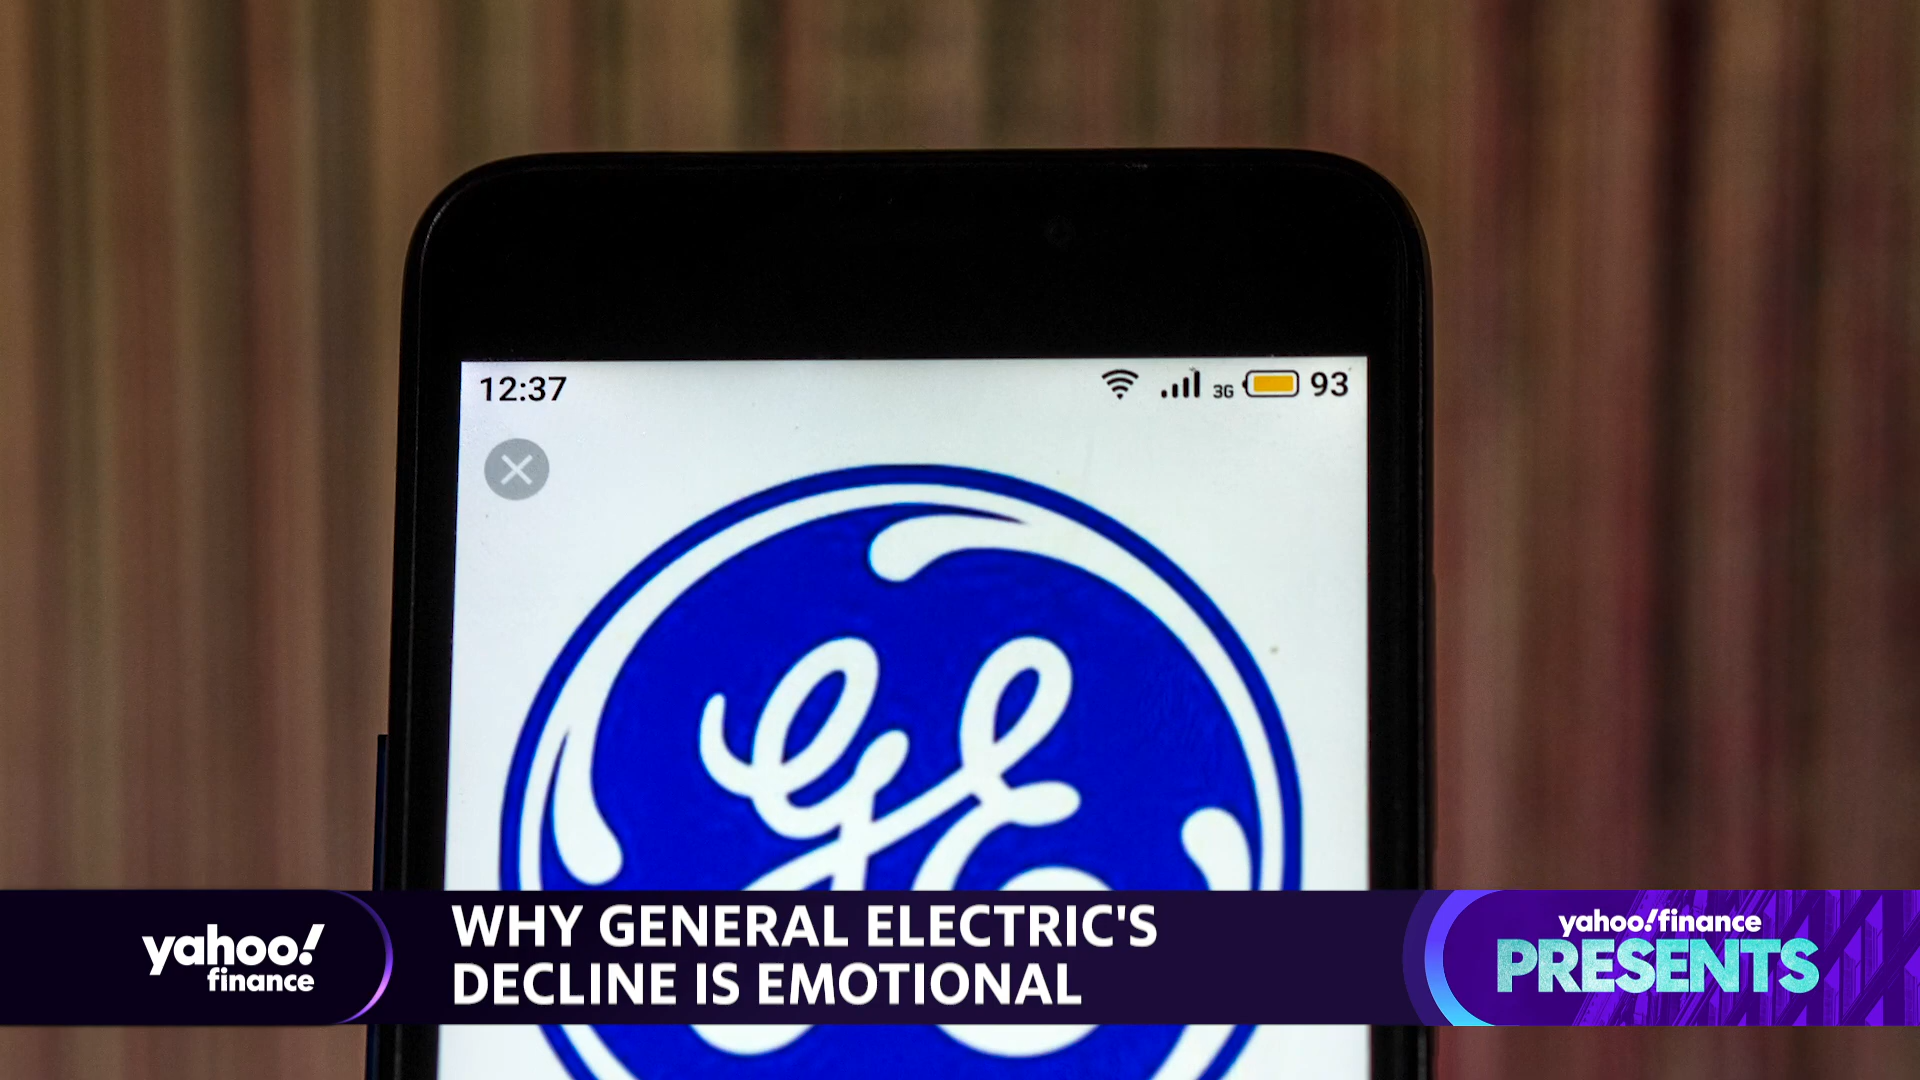 12:37
3G 93
GE
yahoo!
finance
WHY GENERAL ELECTRIC'S
DECLINE IS EMOTIONAL
yahoo!finance
PRESENTS